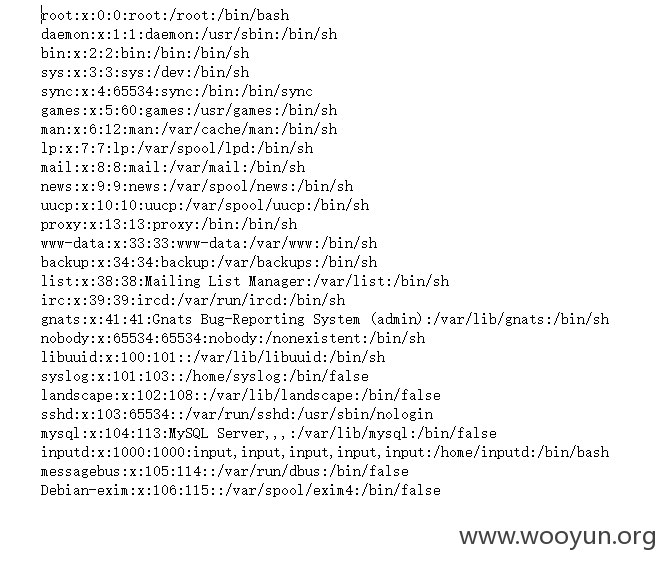 root:x:0:0:root:/root:/bin/bash
daemon:x:1:1:daemon:/usr/sbin:/bin/sh
bin:x:2:2:bin:/bin:/bin/sh
sys:x:3:3:sys:/dev:/bin/sh
sync:x:4:65534:sync:/bin:/bin/sync
games:x:5:60:games:/usr/games:/bin/sh
man:x:6:12:man:/var/cache/man:/bin/sh
lp:x:7:7:lp:/var/spool/lpd:/bin/sh
mail:x:8:8:mail:/var/mail:/bin/sh
news:x:9:9:news:/var/spool/news:/bin/sh
uucp:x:10:10:uucp:/var/spool/uucp:/bin/sh
proxy:x:13:13:proxy:/bin:/bin/sh
www-data:x:33:33:www-data:/var/www:/bin/sh
backup:x:34:34:backup:/var/backups:/bin/sh
list:x:38:38:Mailing List Manager:/var/list:/bin/sh
irc:x:39:39:ircd:/var/run/ircd:/bin/sh
gnats:x:41:41:Gnats Bug-Reporting System (admin):/var/lib/gnats:/bin/sh
nobody:x:65534:65534:nobody:/nonexistent:/bin/sh
libuuid:x:100:101::/var/lib/libuuid:/bin/sh
syslog:x:101:103::/home/syslog:/bin/false
landscape:x:102:108::/var/lib/landscape:/bin/false
sshd:x:103:65534::/var/run/sshd:/usr/sbin/nologin
mysql:x:104:113:MySQL Server,,,:/var/lib/mysql:/bin/false
inputd:x:1000:1000:input,input,input,input,input:/home/inputd:/bin/bash
messagebus:x:105:114::/var/run/dbus:/bin/false
Debian-exim:x:106:115::/var/spool/exim4:/bin/false
www.wooyun.org